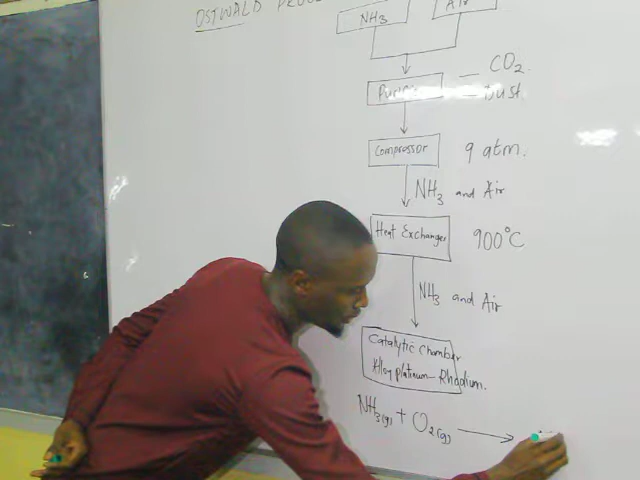 OSTWALD
NH₃
Air
Purifier
— CO₂.
— Dust
Compressor
9 atm.
NH₃ and Air
Heat Exchanger
900°C
NH₃ and Air
Catalytic Chamber
Alloy platinum – Rhodium.
NH₃(g) + O₂(g) →